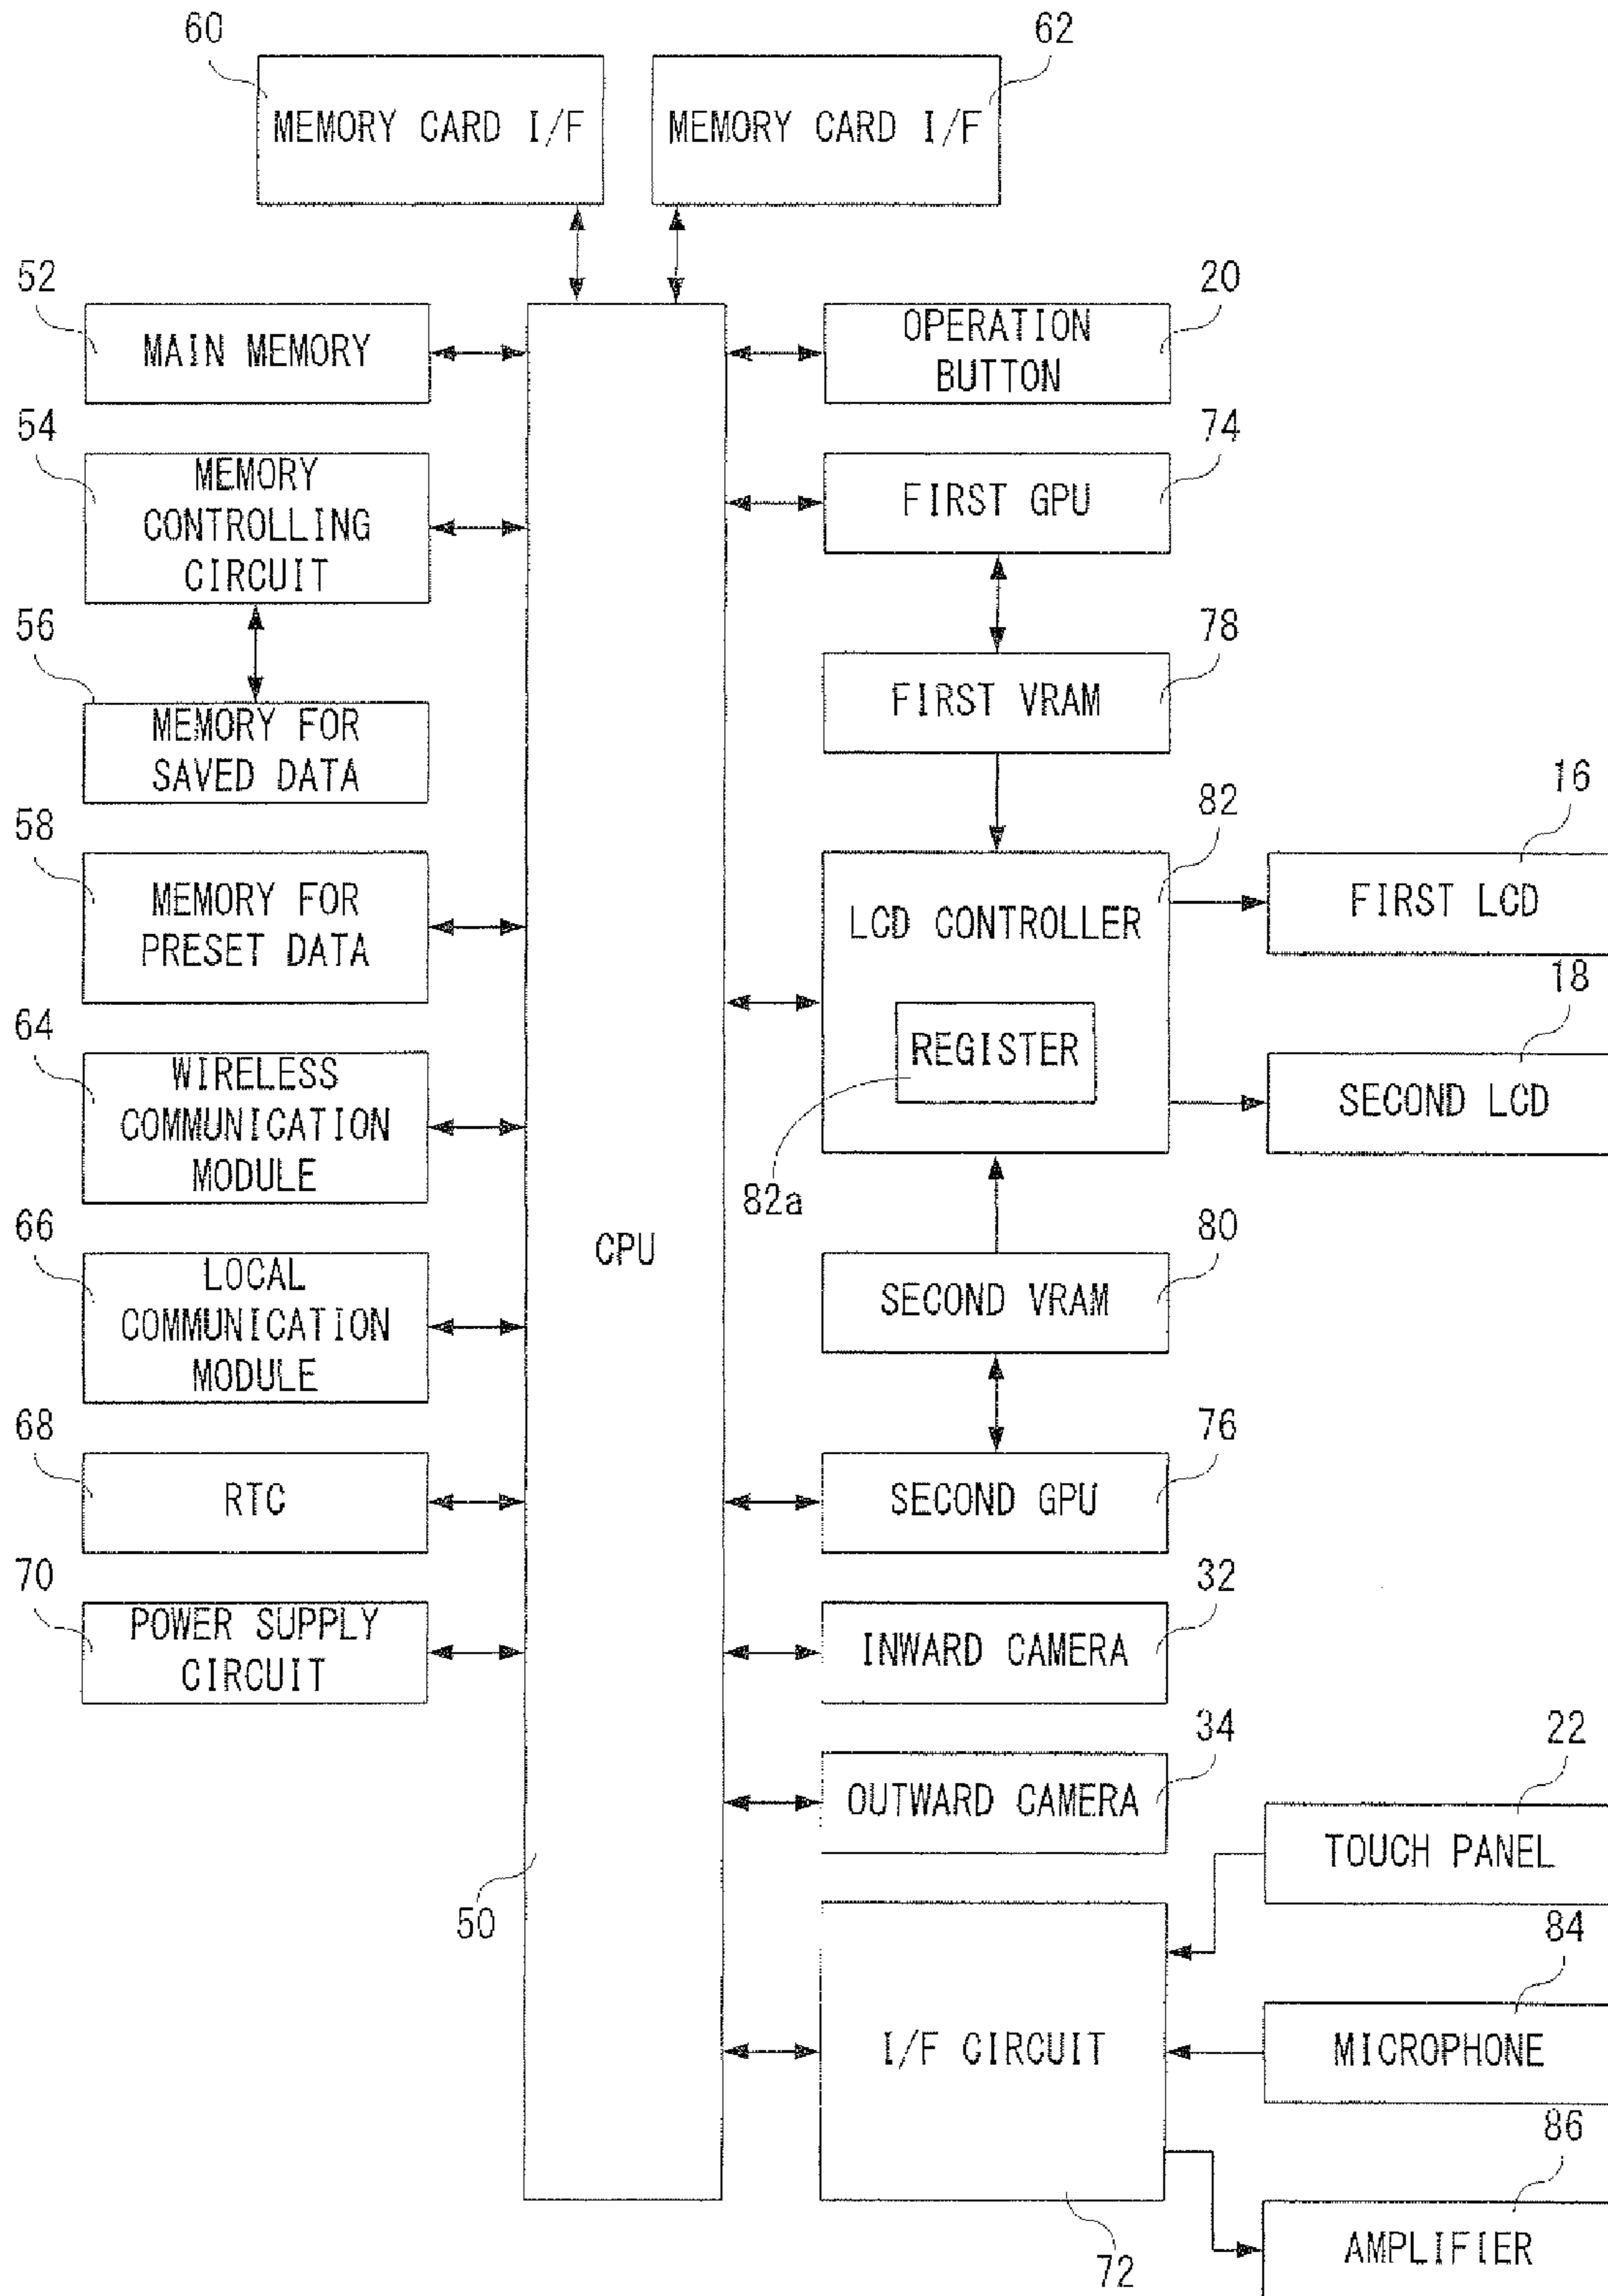 60
62
MEMORY CARD I/F
MEMORY CARD I/F
52
MAIN MEMORY
20
OPERATION
BUTTON
54
MEMORY
CONTROLLING
CIRCUIT
74
FIRST GPU
56
MEMORY FOR
SAVED DATA
78
FIRST VRAM
58
MEMORY FOR
PRESET DATA
82
LCD CONTROLLER
REGISTER
82a
16
FIRST LCD
18
SECOND LCD
64
WIRELESS
COMMUNICATION
MODULE
66
LOCAL
COMMUNICATION
MODULE
CPU
50
80
SECOND VRAM
68
RTC
76
SECOND GPU
70
POWER SUPPLY
CIRCUIT
32
INWARD CAMERA
34
OUTWARD CAMERA
22
TOUCH PANEL
84
MICROPHONE
I/F CIRCUIT
72
86
AMPLIFIER